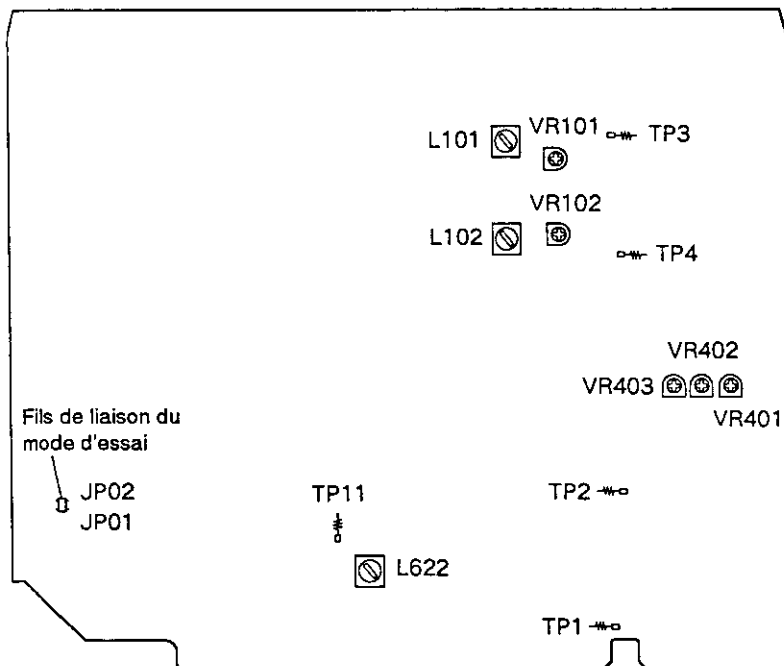 L101
VR101
TP3
VR102
L102
TP4
VR402
VR403
VR401
Fils de liaison du
mode d'essai
JP02
JP01
TP11
TP2
L622
TP1